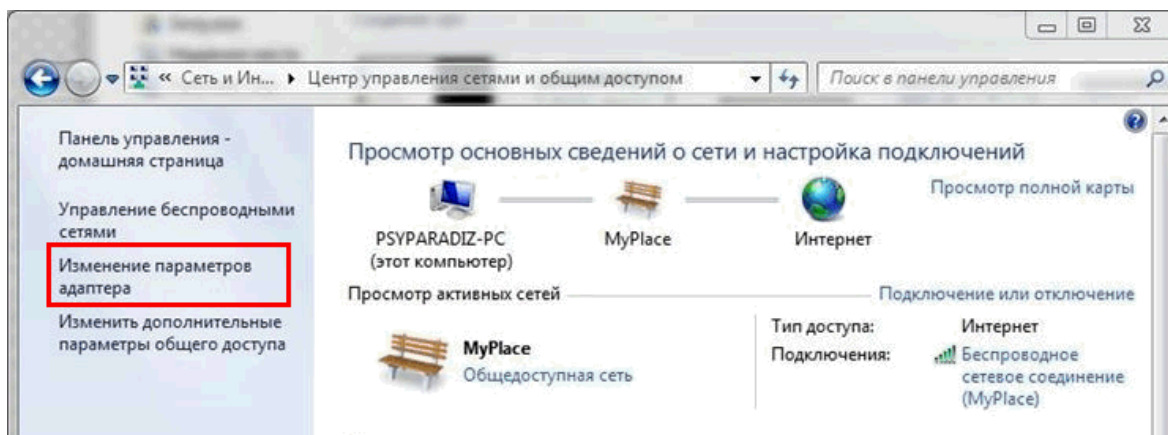 « Сеть и Ин... ▸ Центр управления сетями и общим доступом
Поиск в панели управления
Панель управления -
домашняя страница
Управление беспроводными
сетями
Изменение параметров
адаптера
Изменить дополнительные
параметры общего доступа
Просмотр основных сведений о сети и настройка подключений
Просмотр полной карты
PSYPARADIZ-PC
(этот компьютер)
MyPlace
Интернет
Просмотр активных сетей
Подключение или отключение
MyPlace
Общедоступная сеть
Тип доступа: Интернет
Подключения: Беспроводное
сетевое соединение
(MyPlace)